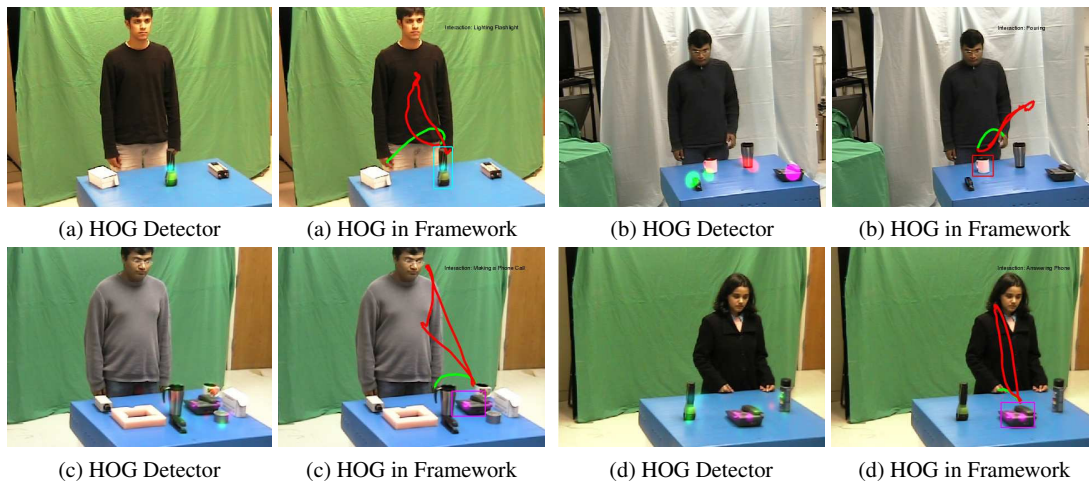 Interaction: Lighting Flashlight
Interaction: Pouring
(a) HOG Detector
(a) HOG in Framework
(b) HOG Detector
(b) HOG in Framework
Interaction: Making a Phone Call
Interaction: Answering Phone
(c) HOG Detector
(c) HOG in Framework
(d) HOG Detector
(d) HOG in Framework